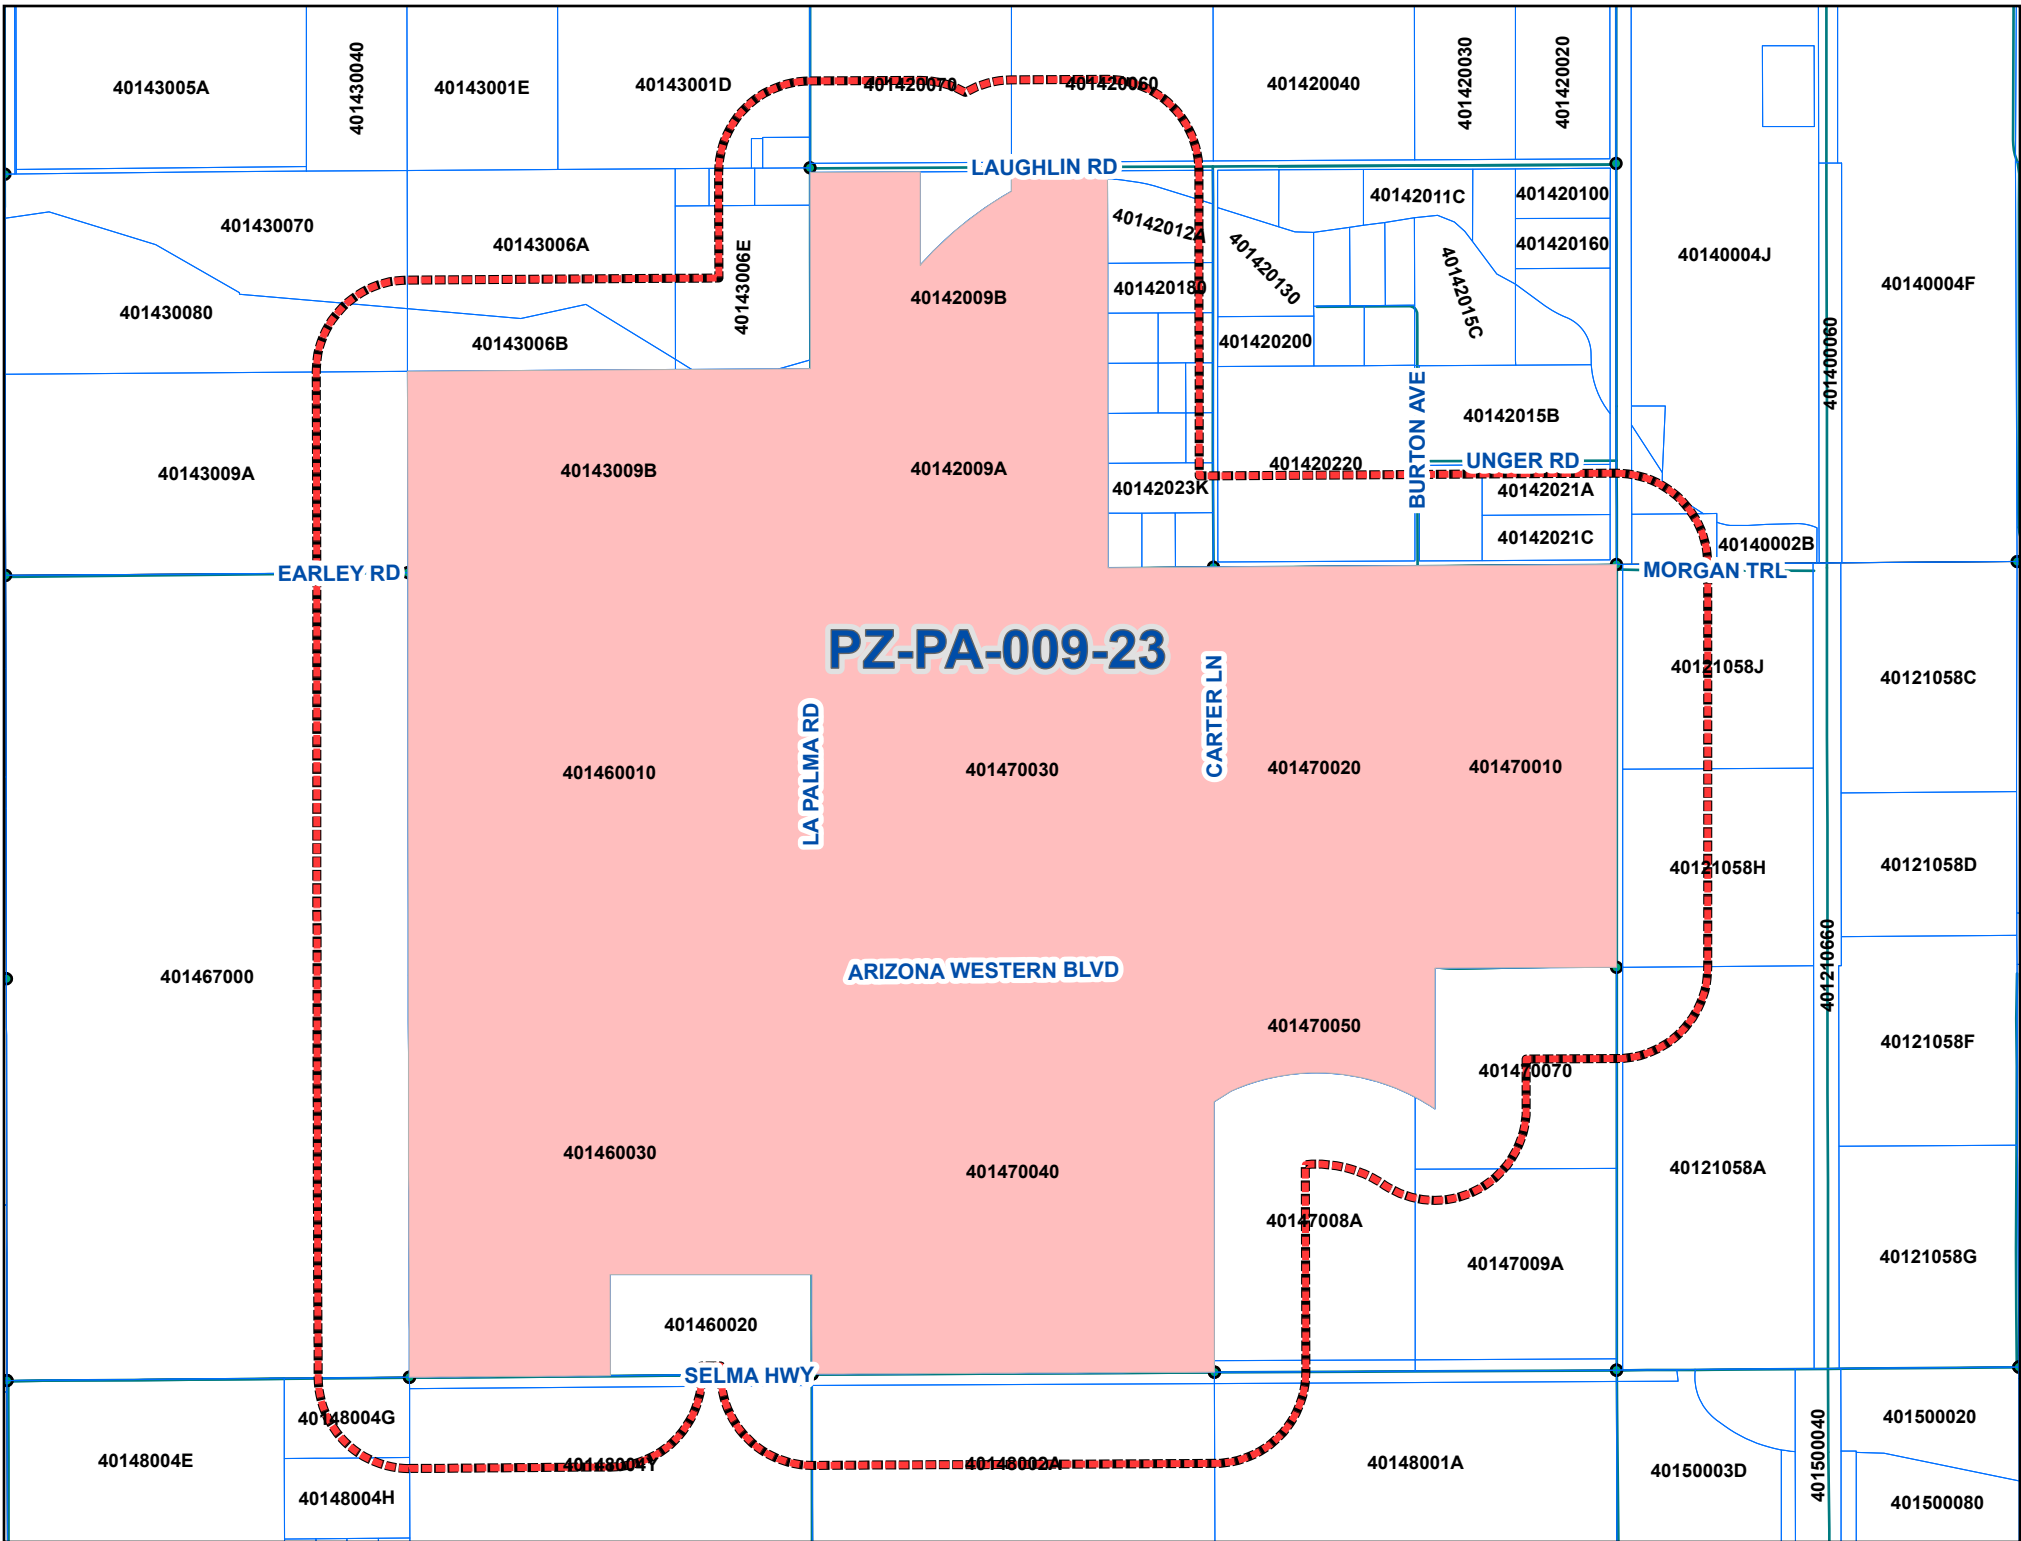 40143005A
401430040
40143001E
40143001D
401420070
401420060
401420040
401420030
401420020
LAUGHLIN RD
401430070
40143006A
40143006E
40142012A
401420130
40142011C
401420100
401420160
40140004J
40140004F
401430080
40143006B
40142009B
401420180
401420200
40142015C
401400060
40143009A
40143009B
40142009A
40142023K
401420220
BURTON AVE
40142015B
UNGER RD
40142021A
40142021C
40140002B
EARLEY RD
MORGAN TRL
PZ-PA-009-23
40121058J
40121058C
LA PALMA RD
CARTER LN
401460010
401470030
401470020
401470010
40121058H
40121058D
401467000
ARIZONA WESTERN BLVD
401210660
401470050
40121058F
401470070
401460030
401470040
40121058A
40147008A
40147009A
40121058G
401460020
SELMA HWY
40148004G
401500020
40148004E
40148004Y
40148002A
40148001A
40150003D
401500040
40148004H
401500080